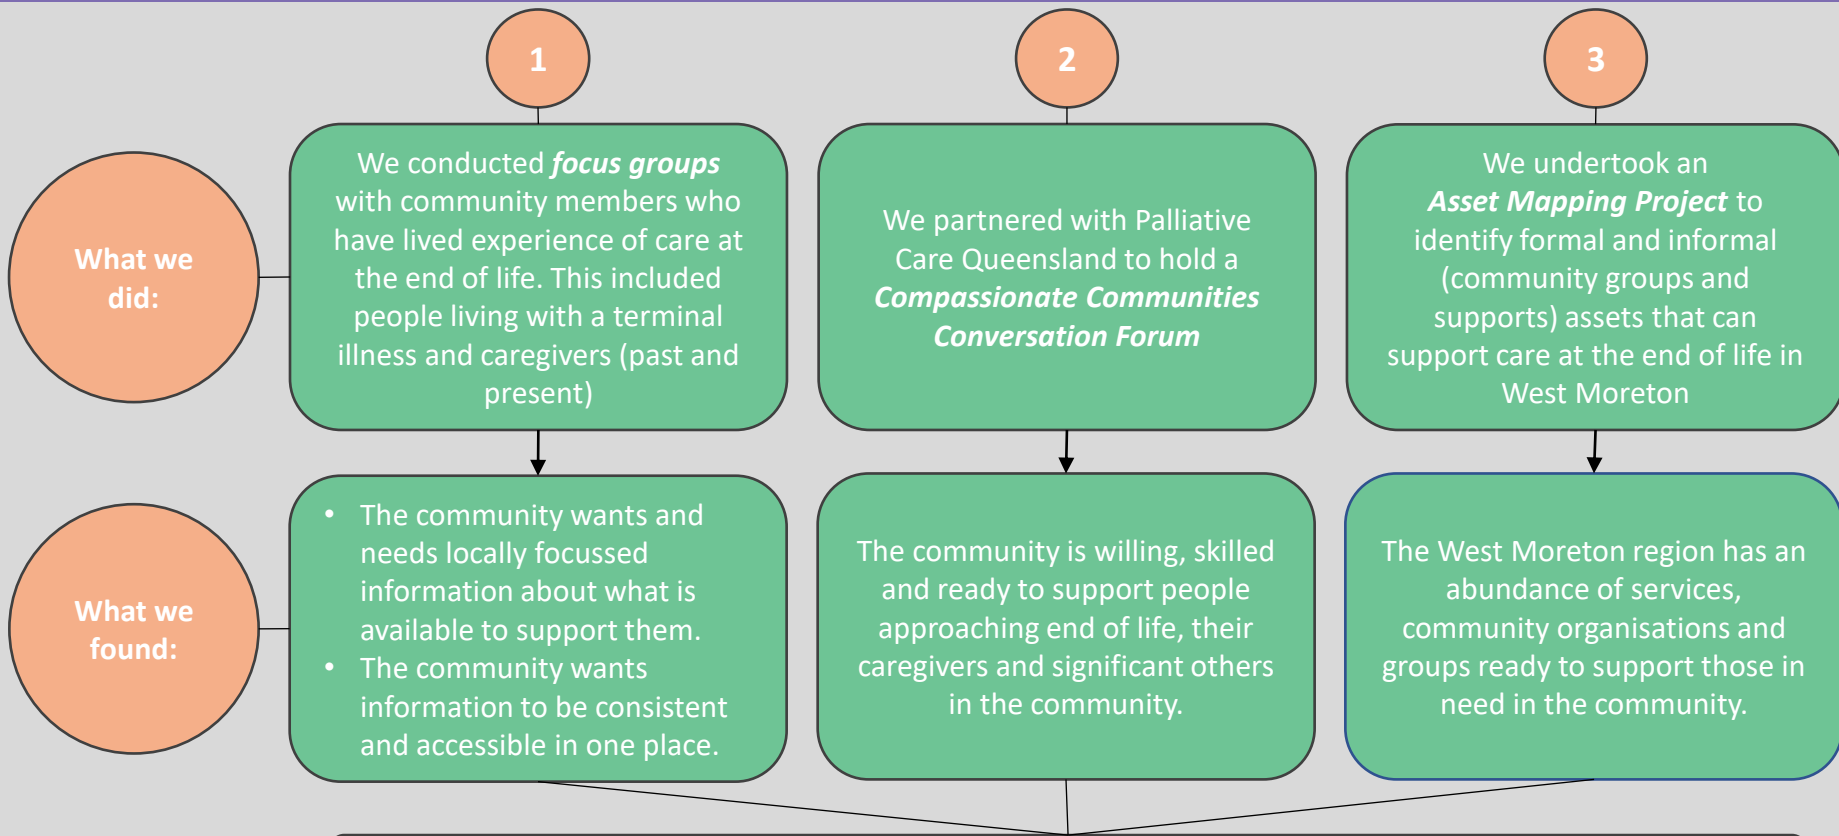 1
2
3
What we
did:
We conducted focus groups
with community members who
have lived experience of care at
the end of life. This included
people living with a terminal
illness and caregivers (past and
present)
We partnered with Palliative
Care Queensland to hold a
Compassionate Communities
Conversation Forum
We undertook an
Asset Mapping Project to
identify formal and informal
(community groups and
supports) assets that can
support care at the end of life in
West Moreton
What we
found:
• The community wants and
needs locally focussed
information about what is
available to support them.
• The community wants
information to be consistent
and accessible in one place.
The community is willing, skilled
and ready to support people
approaching end of life, their
caregivers and significant others
in the community.
The West Moreton region has an
abundance of services,
community organisations and
groups ready to support those in
need in the community.